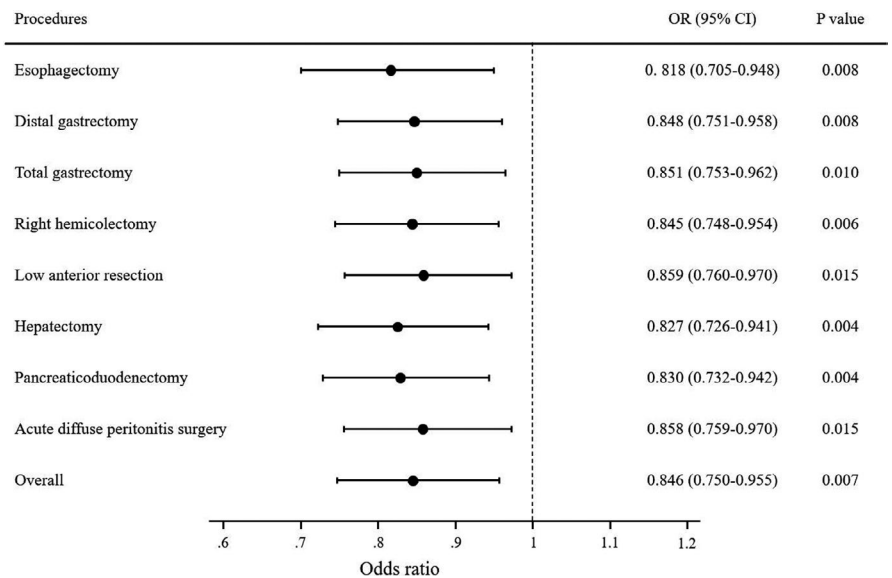 Procedures OR (95% CI) P value
Esophagectomy 0. 818 (0.705-0.948) 0.008
Distal gastrectomy 0.848 (0.751-0.958) 0.008
Total gastrectomy 0.851 (0.753-0.962) 0.010
Right hemicolectomy 0.845 (0.748-0.954) 0.006
Low anterior resection 0.859 (0.760-0.970) 0.015
Hepatectomy 0.827 (0.726-0.941) 0.004
Pancreaticoduodenectomy 0.830 (0.732-0.942) 0.004
Acute diffuse peritonitis surgery 0.858 (0.759-0.970) 0.015
Overall 0.846 (0.750-0.955) 0.007
.6 .7 .8 .9 1 1.1 1.2
Odds ratio